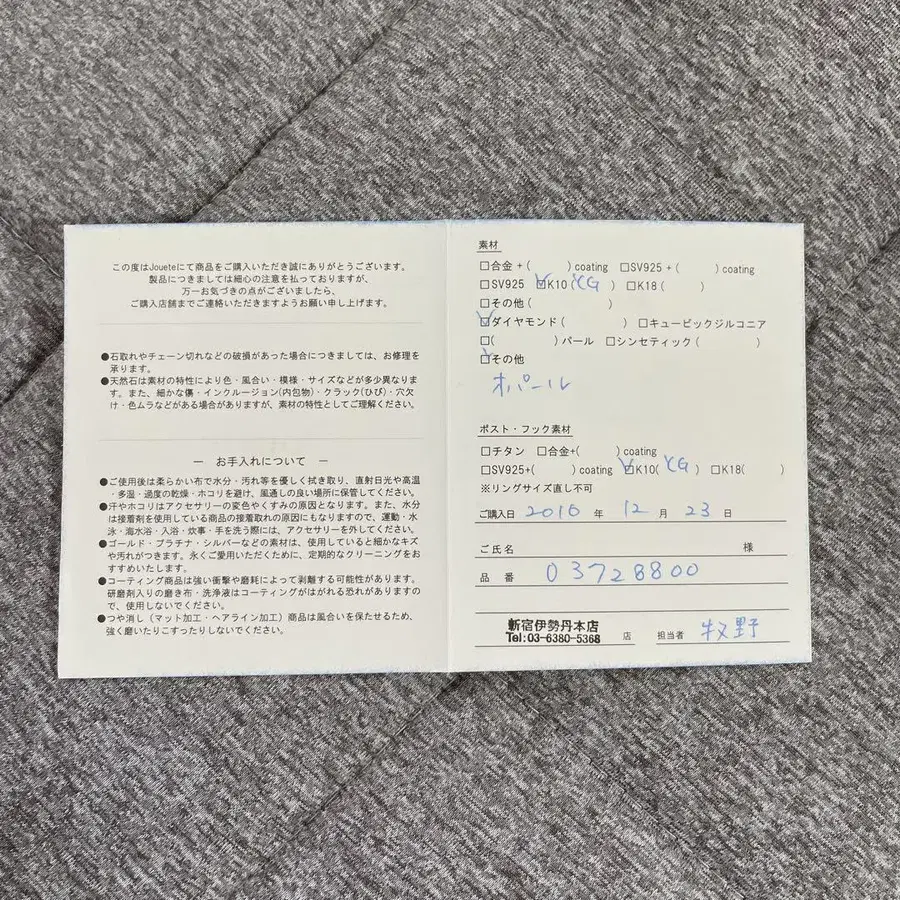 この度はJoueteにて商品をご購入いただき誠にありがとうございます。
製品につきましては細心の注意を払っておりますが、
万一お気づきの点がございましたら、
ご購入店舗までご連絡いただきますようお願い申し上げます。
●石取れやチェーン切れなどの破損があった場合につきましては、お修理を
承ります。
●天然石は素材の特性により色・風合い・模様・サイズなどが多少異なりま
す。また、細かな傷・インクルージョン(内包物)・クラック(ひび)・穴欠
け・色ムラなどがある場合がありますが、素材の特性としてご理解ください。
― お手入れについて ―
●ご使用後は柔らかい布で水分・汚れ等を優しく拭き取り、直射日光や高温
・多湿・過度の乾燥・ホコリを避け、風通しの良い場所に保管してください。
●汗やホコリはアクセサリーの変色やくすみの原因となります。また、水分
は接着剤を使用している商品の接着取れの原因にもなりますので、運動・水
泳・海水浴・入浴・炊事・手を洗う際には、アクセサリーを外してください。
●ゴールド・プラチナ・シルバーなどの素材は、使用していると細かなキズ
や汚れがつきます。永くご愛用いただくために、定期的なクリーニングをお
すすめいたします。
●コーティング商品は強い衝撃や磨耗によって剥離する可能性があります。
研磨剤入りの磨き布・洗浄液はコーティングがはがれる恐れがありますの
で、使用しないでください。
●つや消し（マット加工・ヘアライン加工）商品は風合いを保たせるため、
強く磨いたりこすったりしないでください。
素材
□合金＋( ) coating □SV925＋( ) coating
□SV925 ☑K10(YG) □K18( )
□その他( )
☑ダイヤモンド( ) □キュービックジルコニア
□( )パール □シンセティック( )
☑その他
オパール
ポスト・フック素材
□チタン □合金+( ) coating
□SV925+( ) coating ☑K10(YG) □K18( )
※リングサイズ直し不可
ご購入日 2016 年 12 月 23 日
ご氏名 様
品 番 03728800
新宿伊勢丹本店
Tel:03-6380-5368 店 担当者 牧野